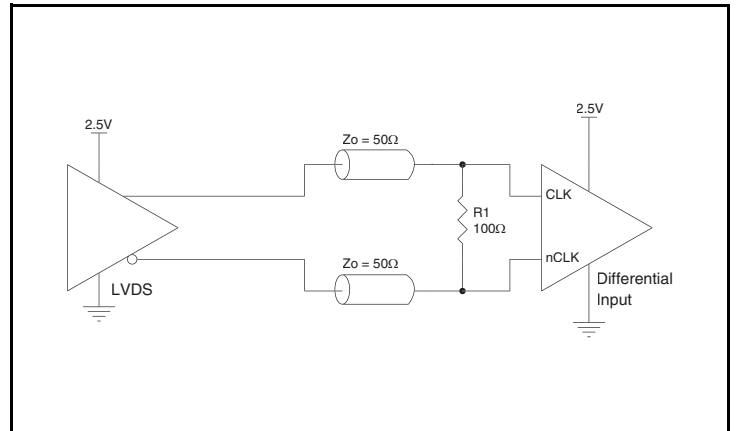 2.5V
2.5V
Zo = 50Ω
CLK
R1
100Ω
nCLK
Zo = 50Ω
LVDS
Differential
Input